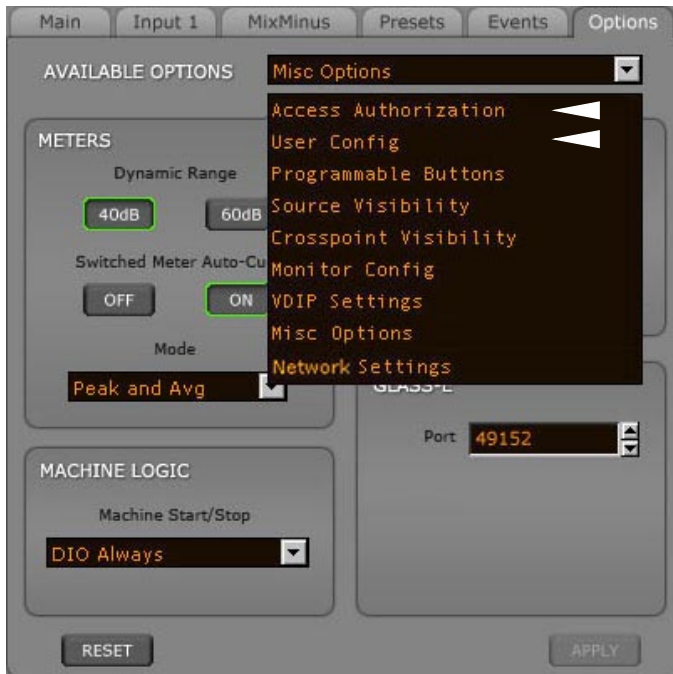 Main Input 1 MixMinus Presets Events Options
AVAILABLE OPTIONS Misc Options
Access Authorization
User Config
Programmable Buttons
Source Visibility
Crosspoint Visibility
Monitor Config
VDIP Settings
Misc Options
Network Settings
METERS
Dynamic Range
40dB 60dB
Switched Meter
OFF ON
Mode
Peak and Avg
MACHINE LOGIC
Machine Start/Stop
DIO Always
Port 49152
RESET APPLY